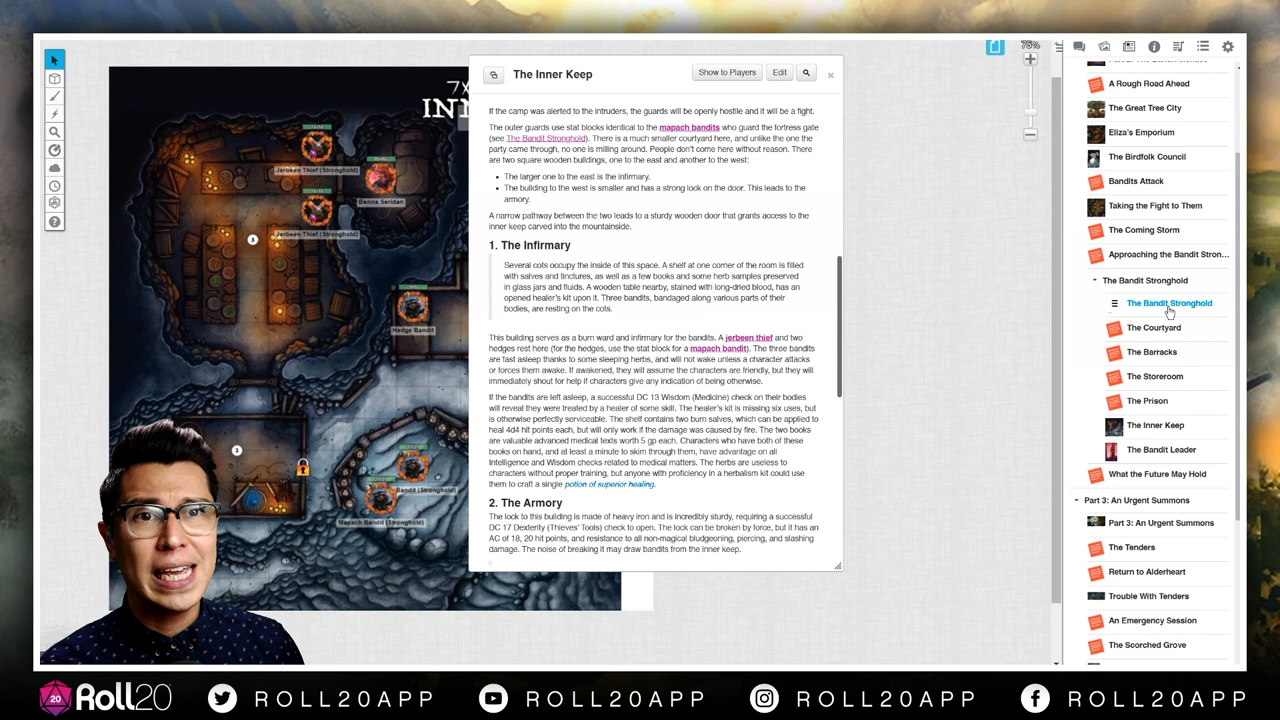 7x
INN
Jerbeen Thief (Stronghold)
Benna Seridan
Jerbeen Thief (Stronghold)
3
Hedge Bandit
3
Bandit (Stronghold)
Mapach Bandit (Stronghold)
The Inner Keep
Show to Players
Edit
If the camp was alerted to the intruders, the guards will be openly hostile and it will be a fight.
The outer guards use stat blocks identical to the mapach bandits who guard the fortress gate
(see The Bandit Stronghold). There is a much smaller courtyard here, and unlike the one the
party came through, no one is milling around. People don't come here without reason. There
are two square wooden buildings, one to the east and another to the west:
• The larger one to the east is the infirmary.
• The building to the west is smaller and has a strong lock on the door. This leads to the
armory.
A narrow pathway between the two leads to a sturdy wooden door that grants access to the
inner keep carved into the mountainside.
1. The Infirmary
Several cots occupy the inside of this space. A shelf at one corner of the room is filled
with salves and tinctures, as well as a few books and some herb samples preserved
in glass jars and fluids. A wooden table nearby, stained with long-dried blood, has an
opened healer's kit upon it. Three bandits, bandaged along various parts of their
bodies, are resting on the cots.
This building serves as a burn ward and infirmary for the bandits. A jerbeen thief and two
hedges rest here (for the hedges, use the stat block for a mapach bandit). The three bandits
are fast asleep thanks to some sleeping herbs, and will not wake unless a character attacks
or forces them awake. If awakened, they will assume the characters are friendly, but they will
immediately shout for help if characters give any indication of being otherwise.
If the bandits are left asleep, a successful DC 13 Wisdom (Medicine) check on their bodies
will reveal they were treated by a healer of some skill. The healer's kit is missing six uses, but
is otherwise perfectly serviceable. The shelf contains two burn salves, which can be applied to
heal 4d4 hit points each, but will only work if the damage was caused by fire. The two books
are valuable advanced medical texts worth 5 gp each. Characters who have both of these
books on hand, and at least a minute to skim through them, have advantage on all
Intelligence and Wisdom checks related to medical matters. The herbs are useless to
characters without proper training, but anyone with proficiency in a herbalism kit could use
them to craft a single potion of superior healing.
2. The Armory
The lock to this building is made of heavy iron and is incredibly sturdy, requiring a successful
DC 17 Dexterity (Thieves' Tools) check to open. The lock can be broken by force, but it has an
AC of 18, 20 hit points, and resistance to all non-magical bludgeoning, piercing, and slashing
damage. The noise of breaking it may draw bandits from the inner keep.
75%
A Rough Road Ahead
The Great Tree City
Eliza's Emporium
The Birdfolk Council
Bandits Attack
Taking the Fight to Them
The Coming Storm
Approaching the Bandit Stron...
The Bandit Stronghold
The Bandit Stronghold
The Courtyard
The Barracks
The Storeroom
The Prison
The Inner Keep
The Bandit Leader
What the Future May Hold
Part 3: An Urgent Summons
Part 3: An Urgent Summons
The Tenders
Return to Alderheart
Trouble With Tenders
An Emergency Session
The Scorched Grove
20 Roll20 ROLL20APP ROLL20APP ROLL20APP ROLL20APP